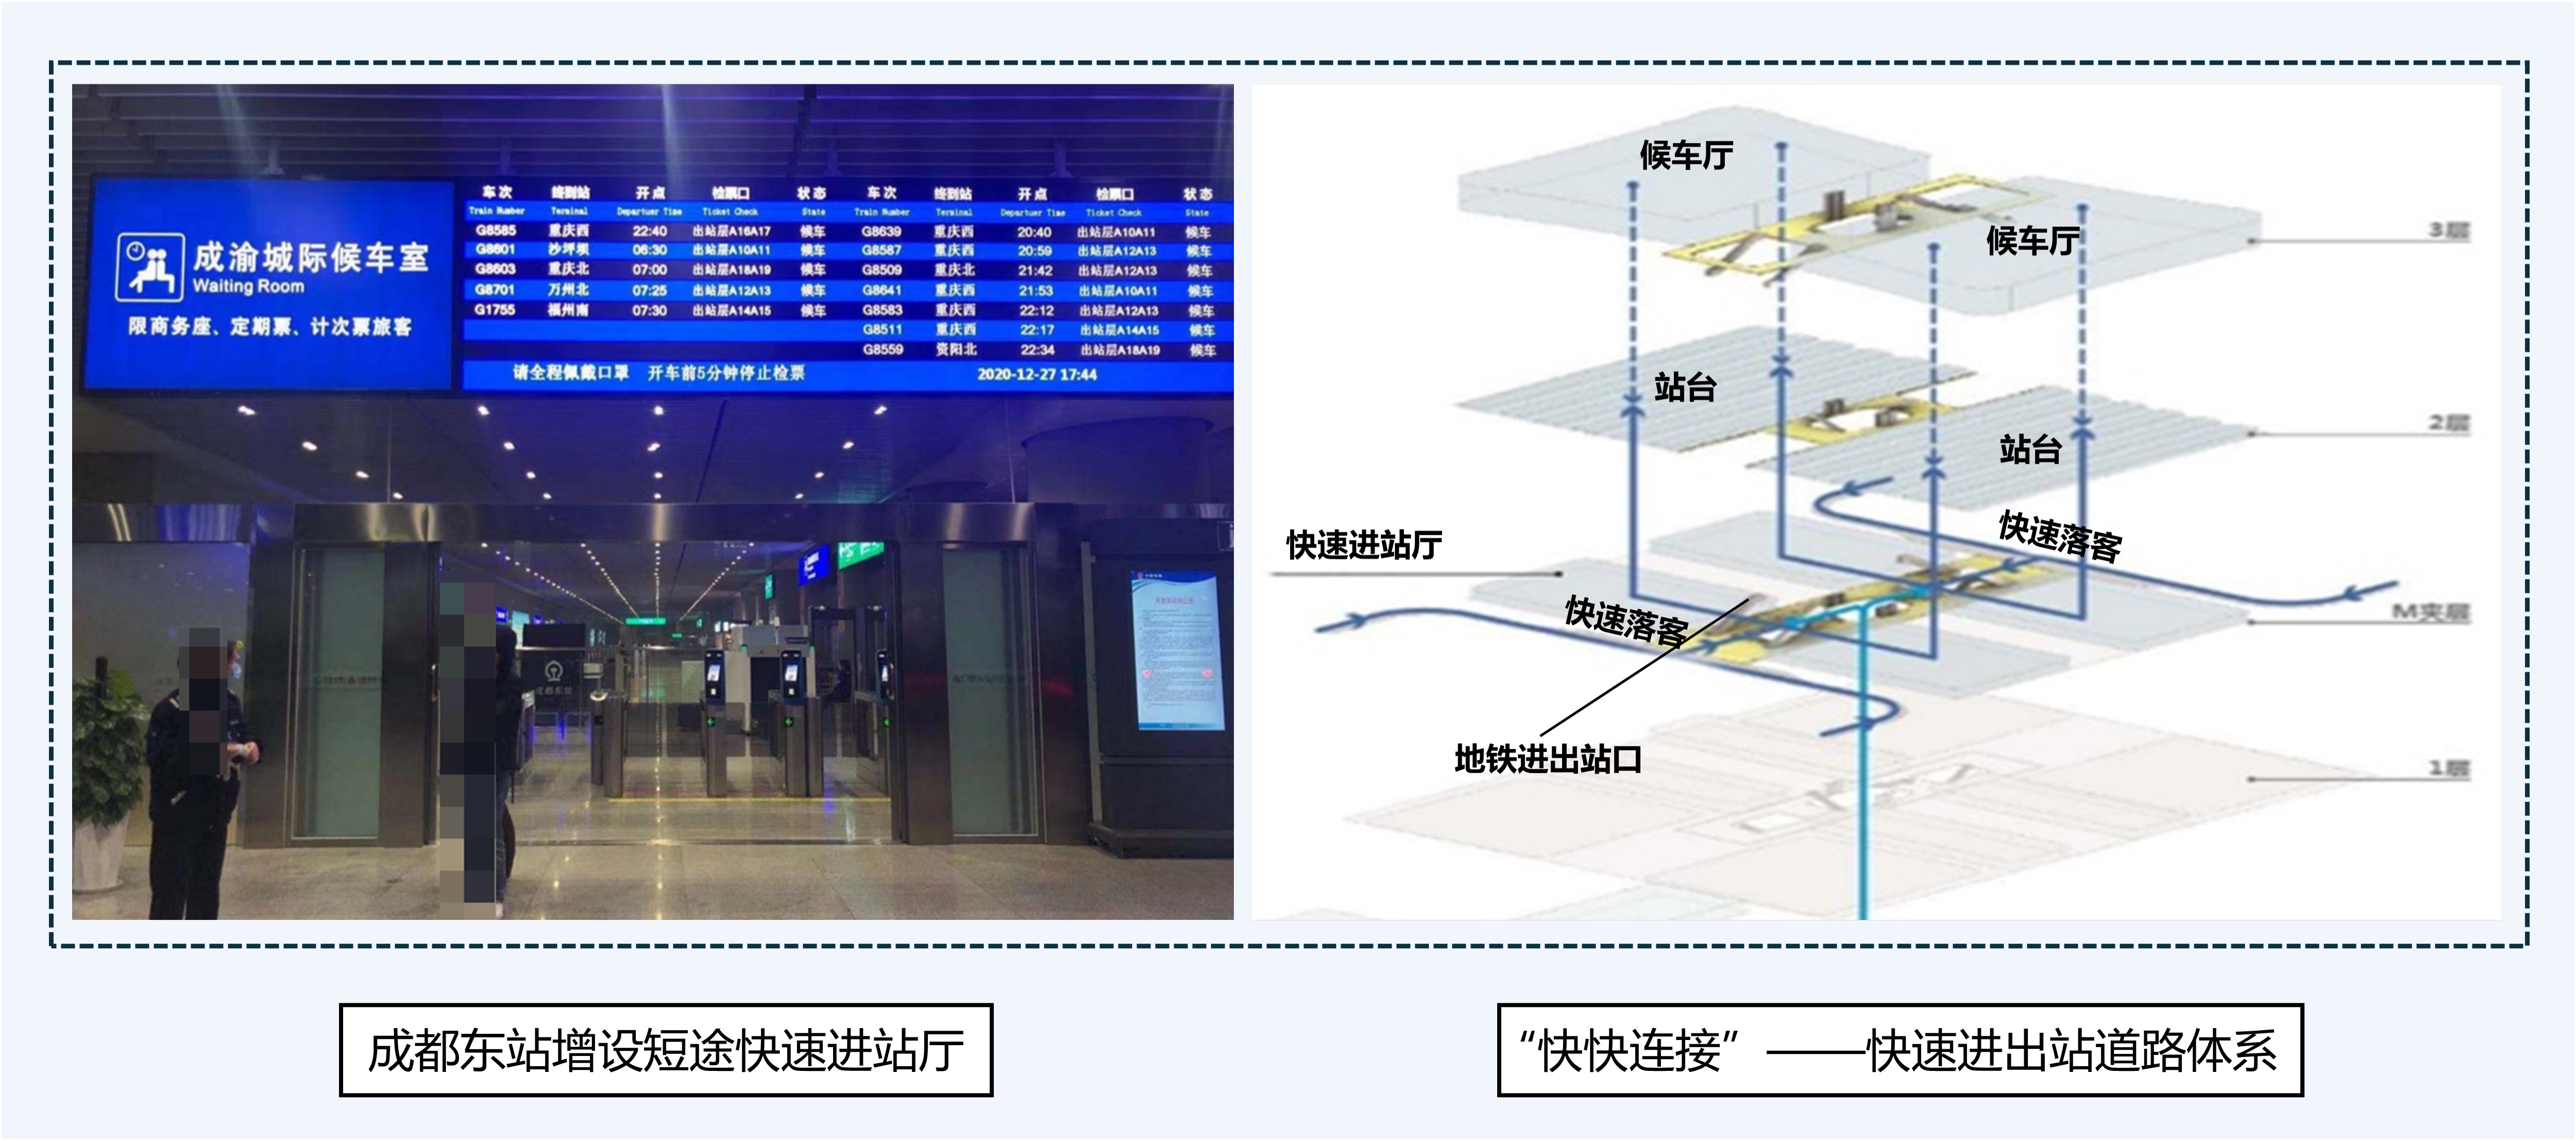 成渝城际候车室
Waiting Room
限商务座、定期票、计次票旅客
车次 终到站 开点 检票口 状态 车次 终到站 开点 检票口 状态
Train Number Terminal Departuer Time Ticket Check State Train Number Terminal Departuer Time Ticket Check State
G8585 重庆西 22:40 出站层A16A17 候车 G8639 重庆西 20:40 出站层A10A11 候车
G8601 沙坪坝 06:30 出站层A10A11 候车 G8587 重庆西 20:59 出站层A12A13 候车
G8603 重庆北 07:00 出站层A18A19 候车 G8509 重庆北 21:42 出站层A12A13 候车
G8701 万州北 07:25 出站层A12A13 候车 G8641 重庆西 21:53 出站层A10A11 候车
G1755 福州南 07:30 出站层A14A15 候车 G8583 重庆西 22:12 出站层A12A13 候车
G8511 重庆西 22:17 出站层A14A15 候车
G8559 资阳北 22:34 出站层A18A19 候车
请全程佩戴口罩 开车前5分钟停止检票 2020-12-27 17:44
成都东站
候车厅
候车厅
3层
站台
2层
站台
快速进站厅
快速落客
快速落客
M夹层
地铁进出站口
1层
成都东站增设短途快速进站厅
“快快连接”——快速进出站道路体系